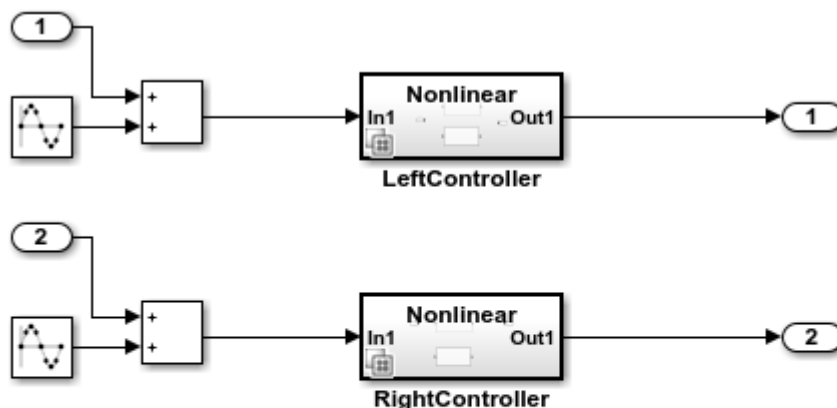 1
+
+
Nonlinear
In1 Out1
1
LeftController
2
+
+
Nonlinear
In1 Out1
2
RightController